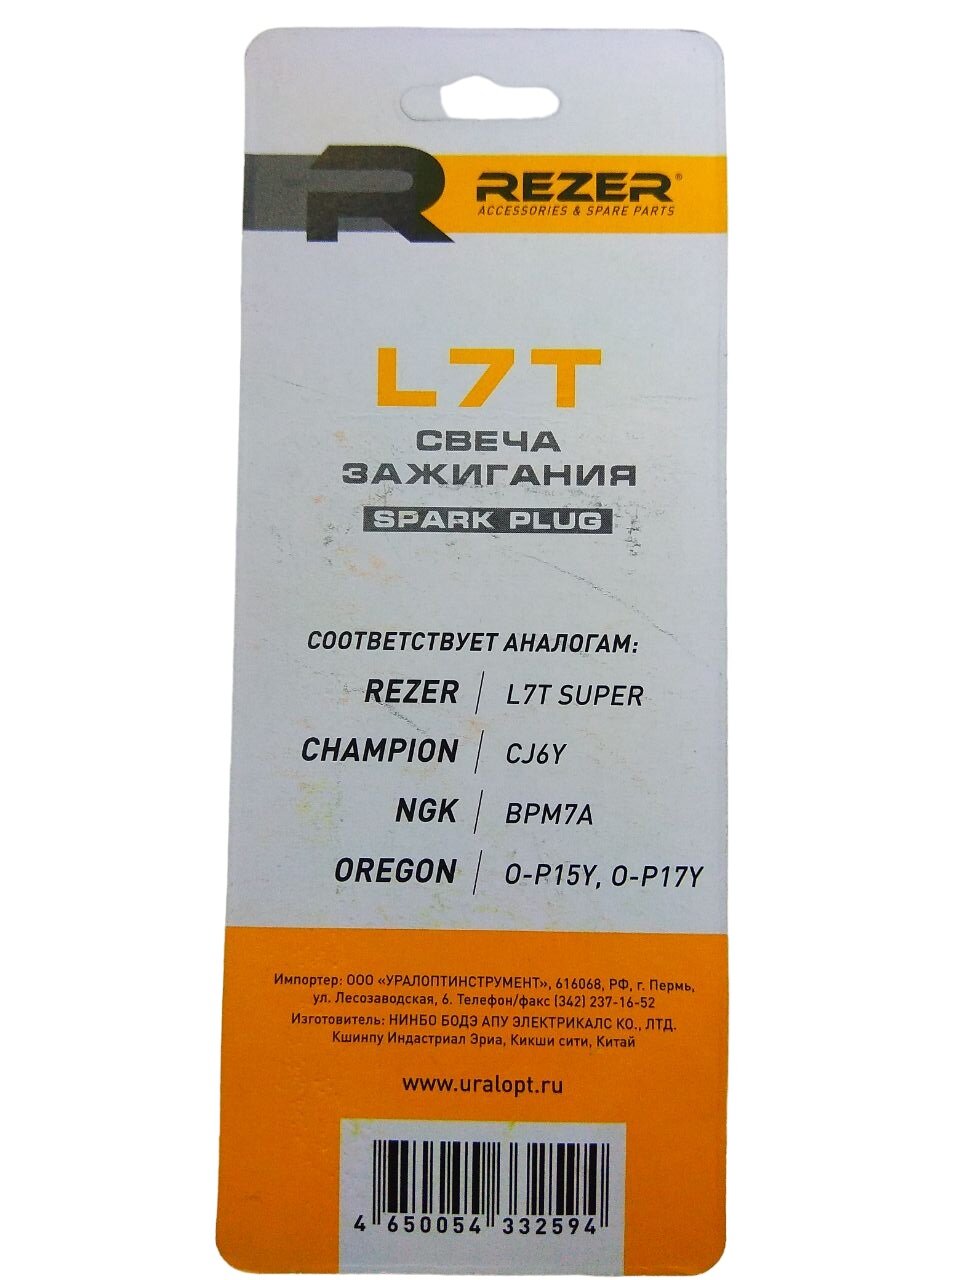 REZER®
ACCESSORIES & SPARE PARTS
L7T
СВЕЧА
ЗАЖИГАНИЯ
SPARK PLUG
СООТВЕТСТВУЕТ АНАЛОГАМ:
REZER | L7T SUPER
CHAMPION | CJ6Y
NGK | BPM7A
OREGON | O-P15Y, O-P17Y
Импортер: ООО «УРАЛОПТИНСТРУМЕНТ», 616068, РФ, г. Пермь,
ул. Лесозаводская, 6. Телефон/факс (342) 237-16-52
Изготовитель: НИНБО БОДЭ АПУ ЭЛЕКТРИКАЛС КО., ЛТД.
Кшинпу Индастриал Эриа, Кикши сити, Китай
www.uralopt.ru
4 650054 332594